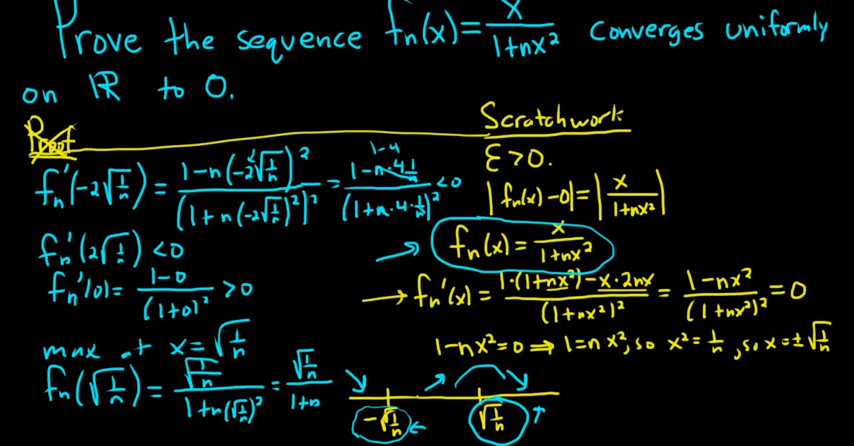 Prove the sequence fₙ(x) = x/(1+nx²) converges uniformly
on ℝ to 0.
Proof
Scratchwork
ε > 0.
|fₙ(x) - 0| = |x/(1+nx²)|
fₙ(x) = x/(1+nx²)
→ fₙ'(x) = (1·(1+nx²) - x·2nx)/(1+nx²)² = (1-nx²)/(1+nx²)² = 0
1-nx² = 0 ⇒ 1 = nx², so x² = 1/n, so x = ±√(1/n)
fₙ'(-2√(1/n)) = (1-n(-2√(1/n))²)/(1+n(-2√(1/n))²)² = (1-n·4·1/n)/(1+n·4·1/n)² < 0
1-4
fₙ'(2√(1/n)) < 0
fₙ'(0) = (1-0)/(1+0)² > 0
max at x = √(1/n)
fₙ(√(1/n)) = √(1/n)/(1+n(√(1/n))²) = √(1/n)/(1+n
-√(1/n) √(1/n)